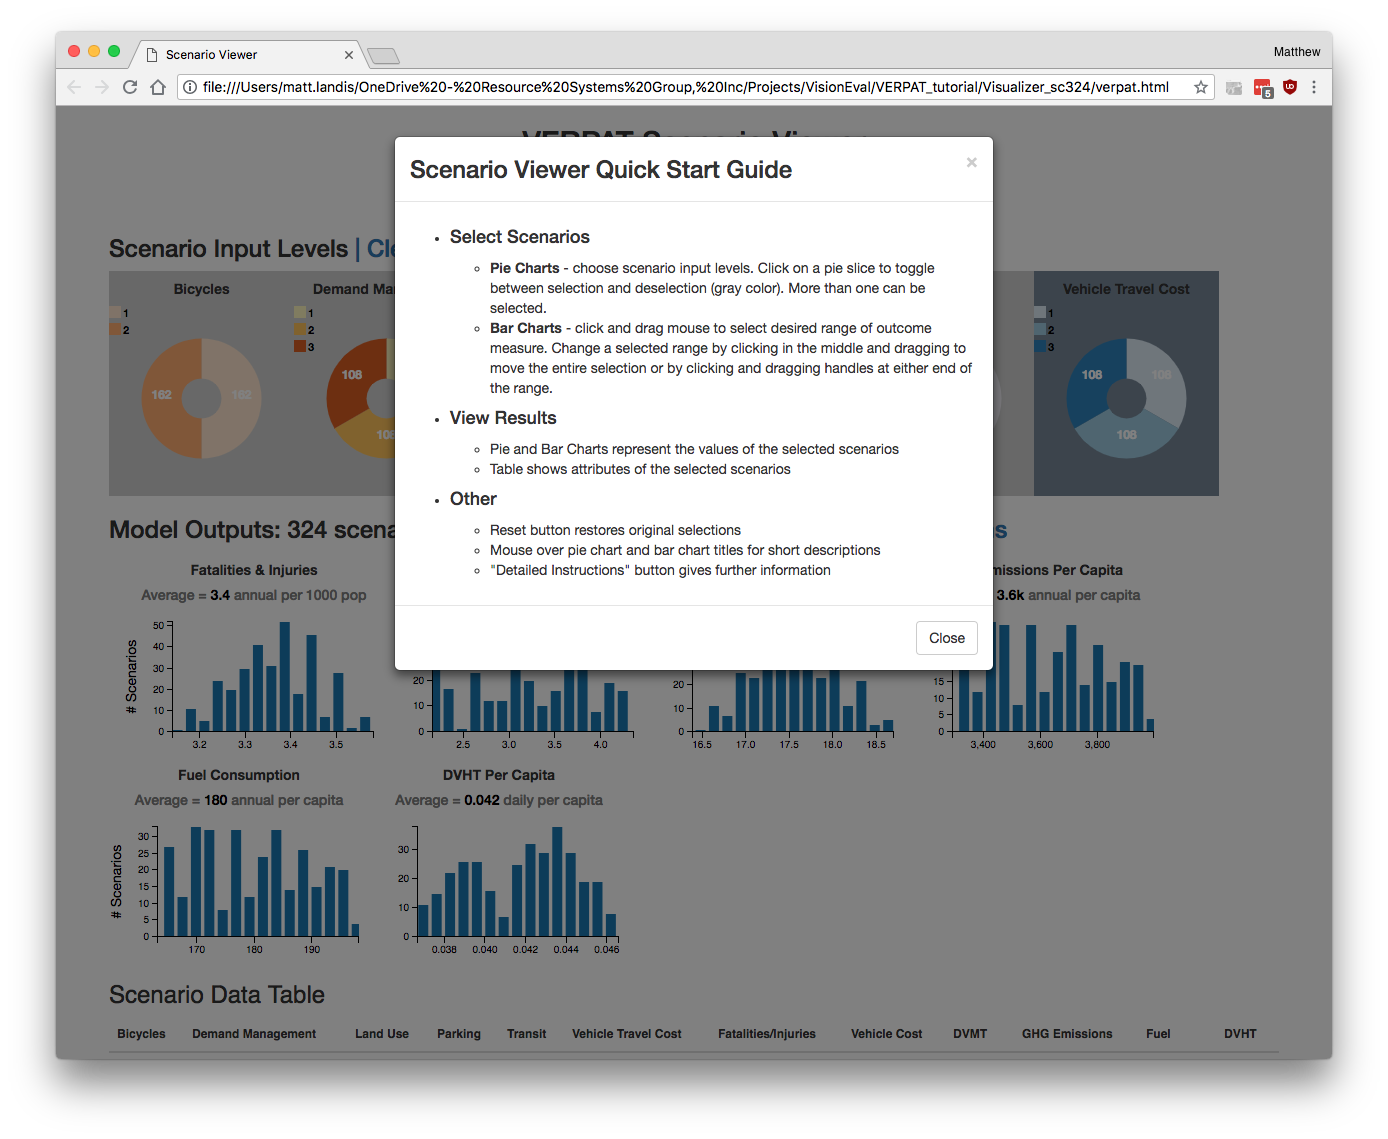 Scenario Viewer
Matthew
file:///Users/matt.landis/OneDrive%20-%20Resource%20Systems%20Group,%20Inc/Projects/VisionEval/VERPAT_tutorial/Visualizer_sc324/verpat.html
5
Scenario Viewer Quick Start Guide
×
Select Scenarios
Pie Charts - choose scenario input levels. Click on a pie slice to toggle
between selection and deselection (gray color). More than one can be
selected.
Bar Charts - click and drag mouse to select desired range of outcome
measure. Change a selected range by clicking in the middle and dragging to
move the entire selection or by clicking and dragging handles at either end of
the range.
View Results
Pie and Bar Charts represent the values of the selected scenarios
Table shows attributes of the selected scenarios
Other
Reset button restores original selections
Mouse over pie chart and bar chart titles for short descriptions
"Detailed Instructions" button gives further information
Close
Scenario Input Levels |
Bicycles
1
2
162
162
Demand
1
2
3
108
108
Vehicle Travel Cost
1
2
3
108
108
108
Model Outputs: 324
Fatalities & Injuries
Average = 3.4 annual per 1000 pop
# Scenarios
50
40
30
20
10
0
3.2 3.3 3.4 3.5
20
10
0
2.5 3.0 3.5 4.0
20
10
0
16.5 17.0 17.5 18.0 18.5
Per Capita
3.6k annual per capita
15
10
5
0
3,400 3,600 3,800
Fuel Consumption
Average = 180 annual per capita
# Scenarios
30
25
20
15
10
5
0
170 180 190
DVHT Per Capita
Average = 0.042 daily per capita
30
20
10
0
0.038 0.040 0.042 0.044 0.046
Scenario Data Table
Bicycles Demand Management Land Use Parking Transit Vehicle Travel Cost Fatalities/Injuries Vehicle Cost DVMT GHG Emissions Fuel DVHT